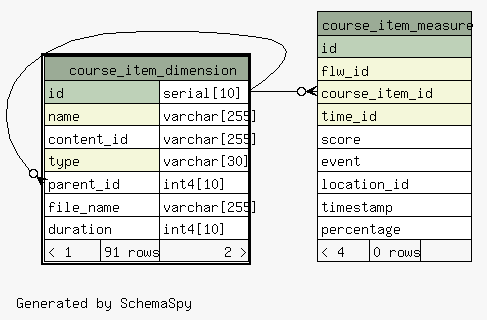 course_item_dimension
id serial[10]
name varchar[255]
content_id varchar[255]
type varchar[30]
parent_id int4[10]
file_name varchar[255]
duration int4[10]
< 1 91 rows 2 >
course_item_measure
id
flw_id
course_item_id
time_id
score
event
location_id
timestamp
percentage
< 4 0 rows
Generated by SchemaSpy